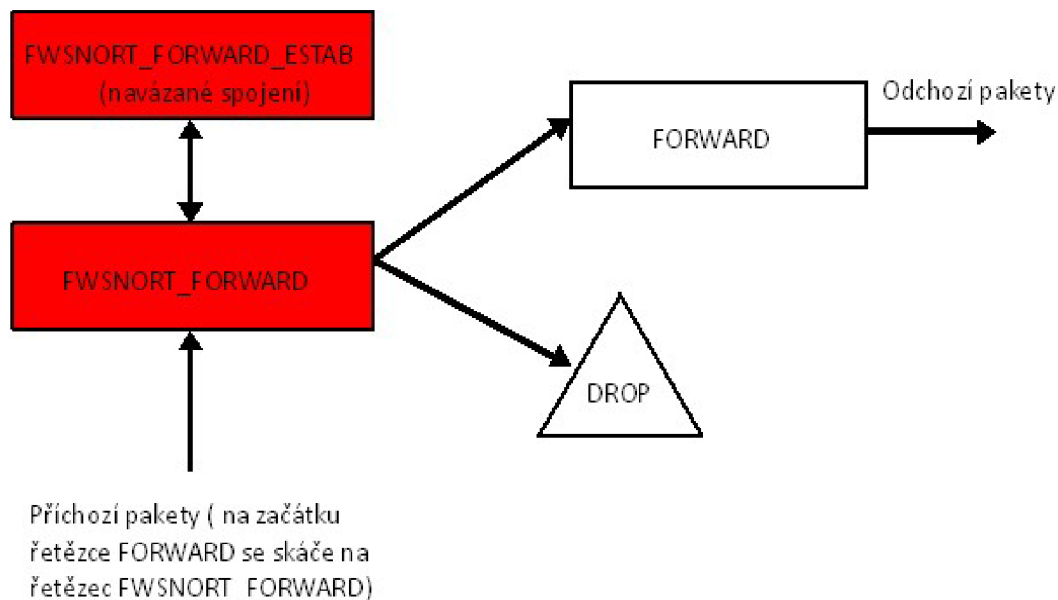 FWSNORT_FORWARD_ESTAB
(navázané spojení)
FORWARD
Odchozí pakety
FWSNORT_FORWARD
DROP
Příchozí pakety ( na začátku
řetězce FORWARD se skáče na
řetězec FWSNORT_FORWARD)